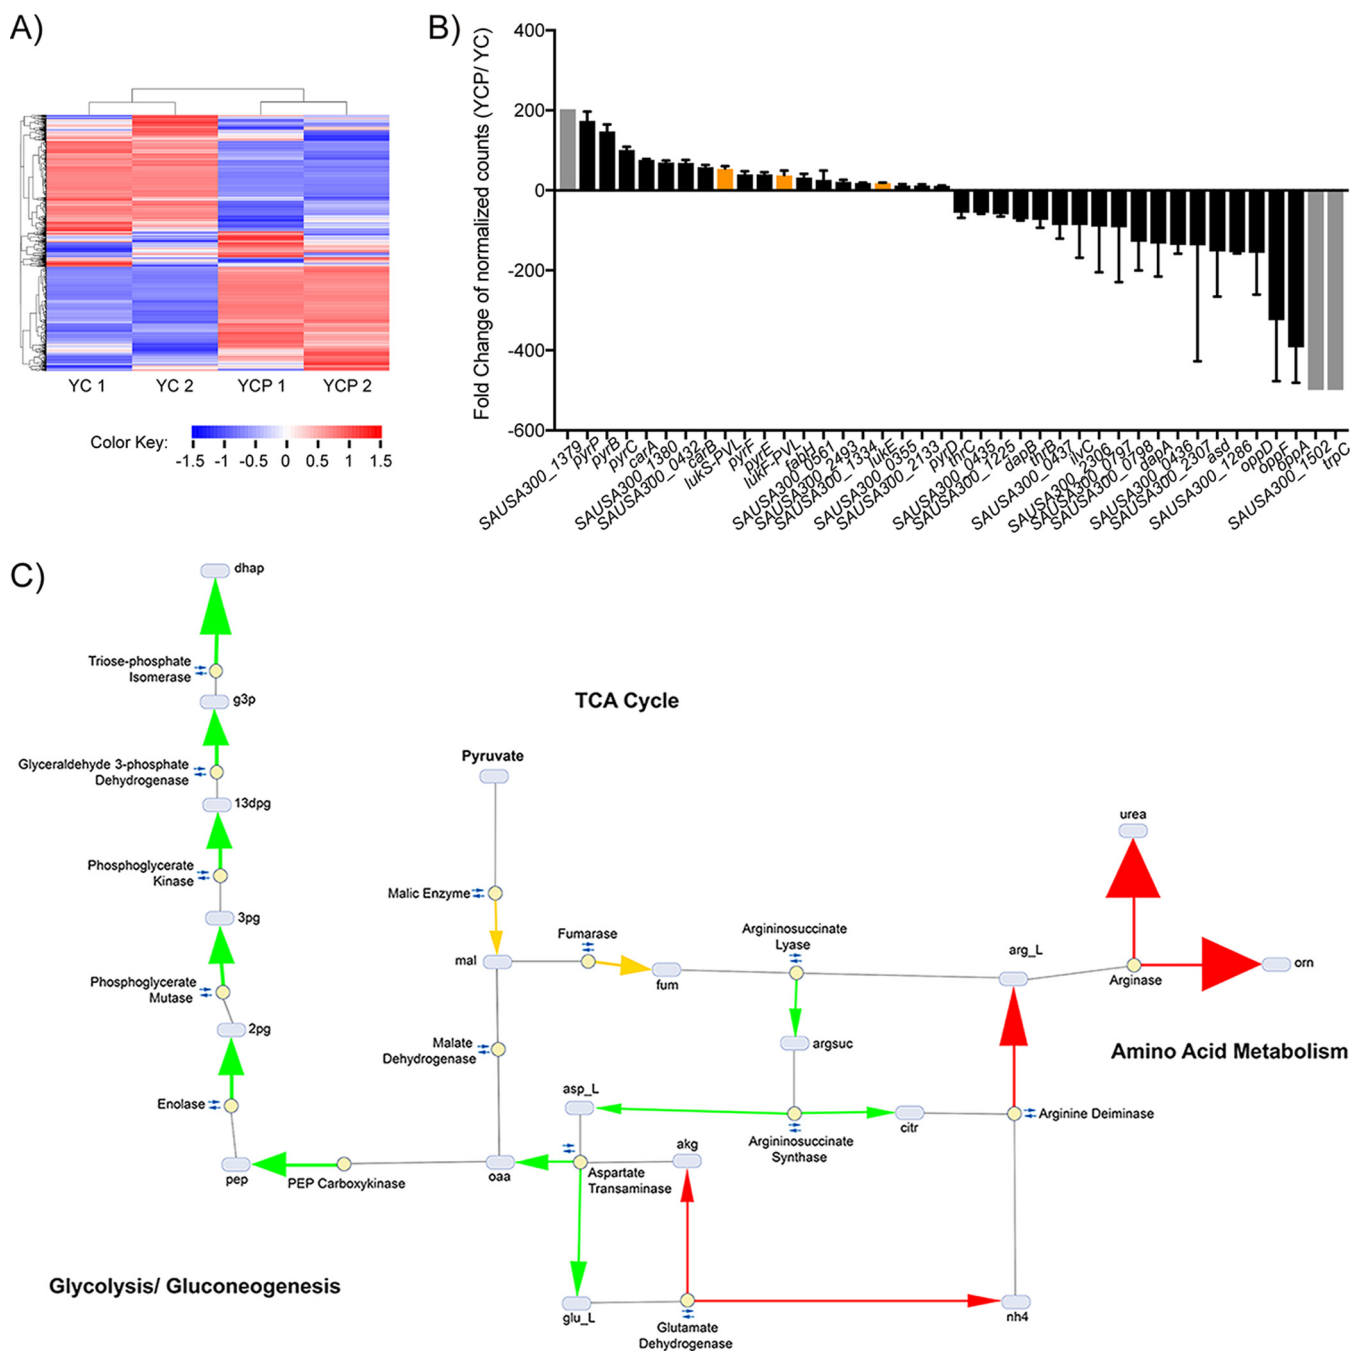 A)
YC 1
YC 2
YCP 1
YCP 2
Color Key:
-1.5
-1
-0.5
0
0.5
1
1.5
B)
Fold Change of normalized counts (YCP/ YC)
400
200
0
-200
-400
-600
SAUSA300_1379
pyrP
pyrB
pyrC
carA
SAUSA300_1380
SAUSA300_0432
carB
lukS-PVL
pyrF
pyrE
lukF-PVL
fabH
SAUSA300_0561
SAUSA300_2493
SAUSA300_1334
lukE
SAUSA300_0355
SAUSA300_2133
pyrD
thrC
SAUSA300_0435
SAUSA300_1225
dapB
thrB
SAUSA300_0437
ilvC
SAUSA300_2306
SAUSA300_0797
SAUSA300_0798
dapA
SAUSA300_0436
SAUSA300_2307
asd
SAUSA300_1286
oppD
oppF
oppA
SAUSA300_1502
trpC
C)
dhap
Triose-phosphate
Isomerase
g3p
Glyceraldehyde 3-phosphate
Dehydrogenase
13dpg
Phosphoglycerate
Kinase
3pg
Phosphoglycerate
Mutase
2pg
Enolase
pep
PEP Carboxykinase
Glycolysis/ Gluconeogenesis
TCA Cycle
Pyruvate
Malic Enzyme
mal
Fumarase
fum
Malate
Dehydrogenase
oaa
Argininosuccinate
Lyase
argsuc
asp_L
Argininosuccinate
Synthase
citr
akg
Aspartate
Transaminase
glu_L
Glutamate
Dehydrogenase
nh4
Arginine Deiminase
arg_L
Arginase
urea
orn
Amino Acid Metabolism